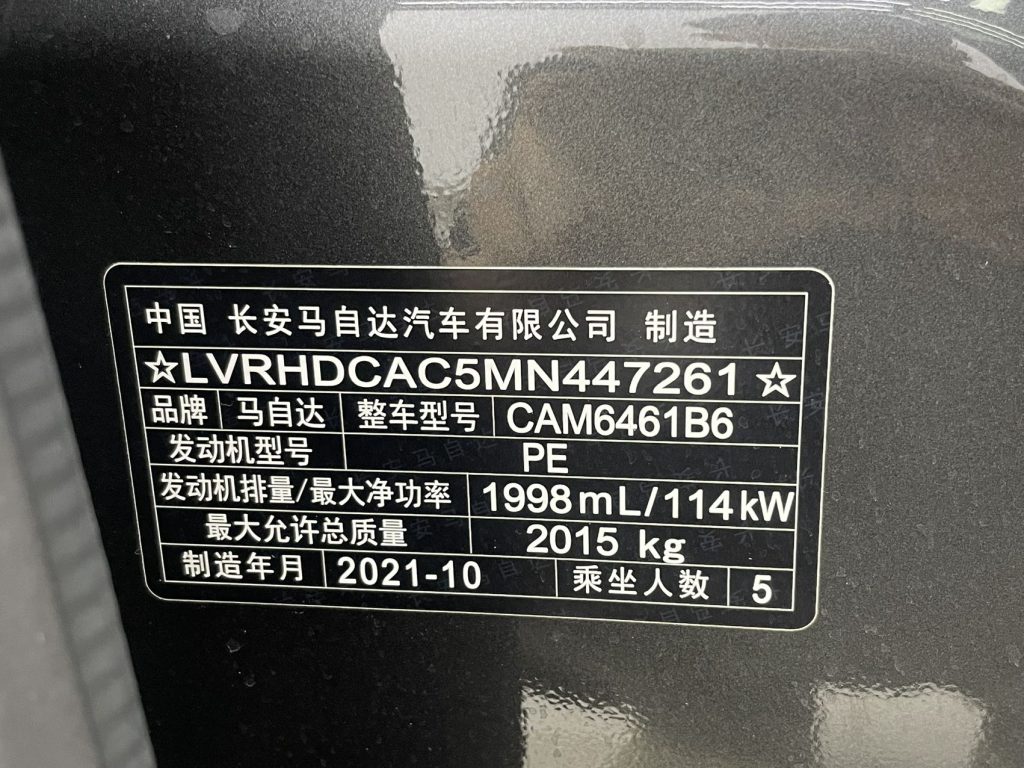 中国 长安马自达汽车有限公司 制造
☆LVRHDCAC5MN447261☆
品牌 马自达 整车型号 CAM6461B6
发动机型号 PE
发动机排量/最大净功率 1998mL/114kW
最大允许总质量 2015 kg
制造年月 2021-10 乘坐人数 5